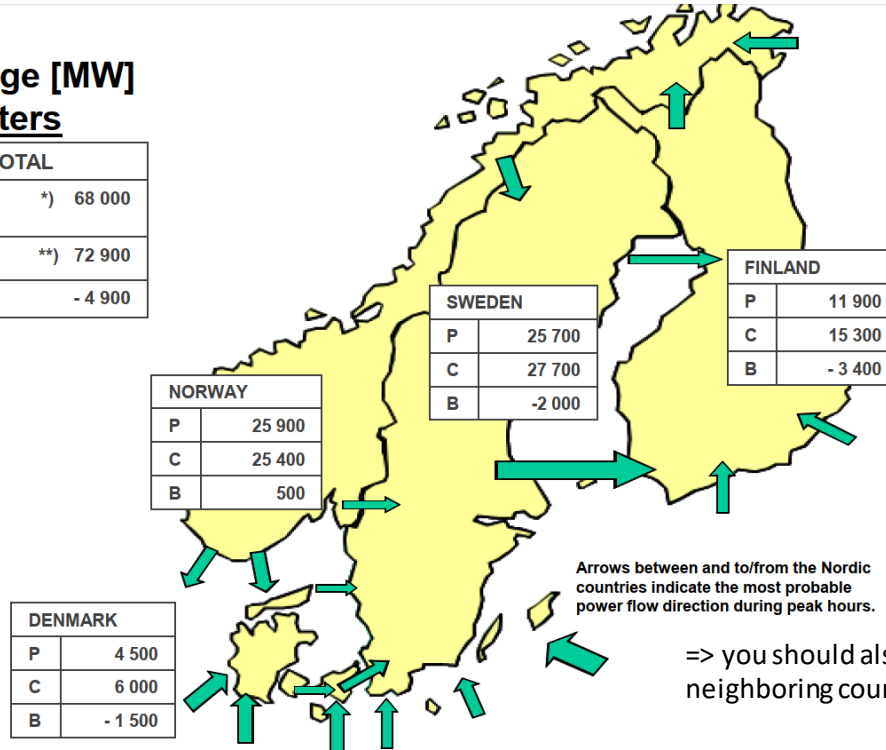 ge [MW]
ters
OTAL
*) 68 000
**) 72 900
- 4 900
FINLAND
P 11 900
C 15 300
B - 3 400
SWEDEN
P 25 700
C 27 700
B -2 000
NORWAY
P 25 900
C 25 400
B 500
Arrows between and to/from the Nordic
countries indicate the most probable
power flow direction during peak hours.
DENMARK
P 4 500
C 6 000
B - 1 500
=> you should als
neighboring cour